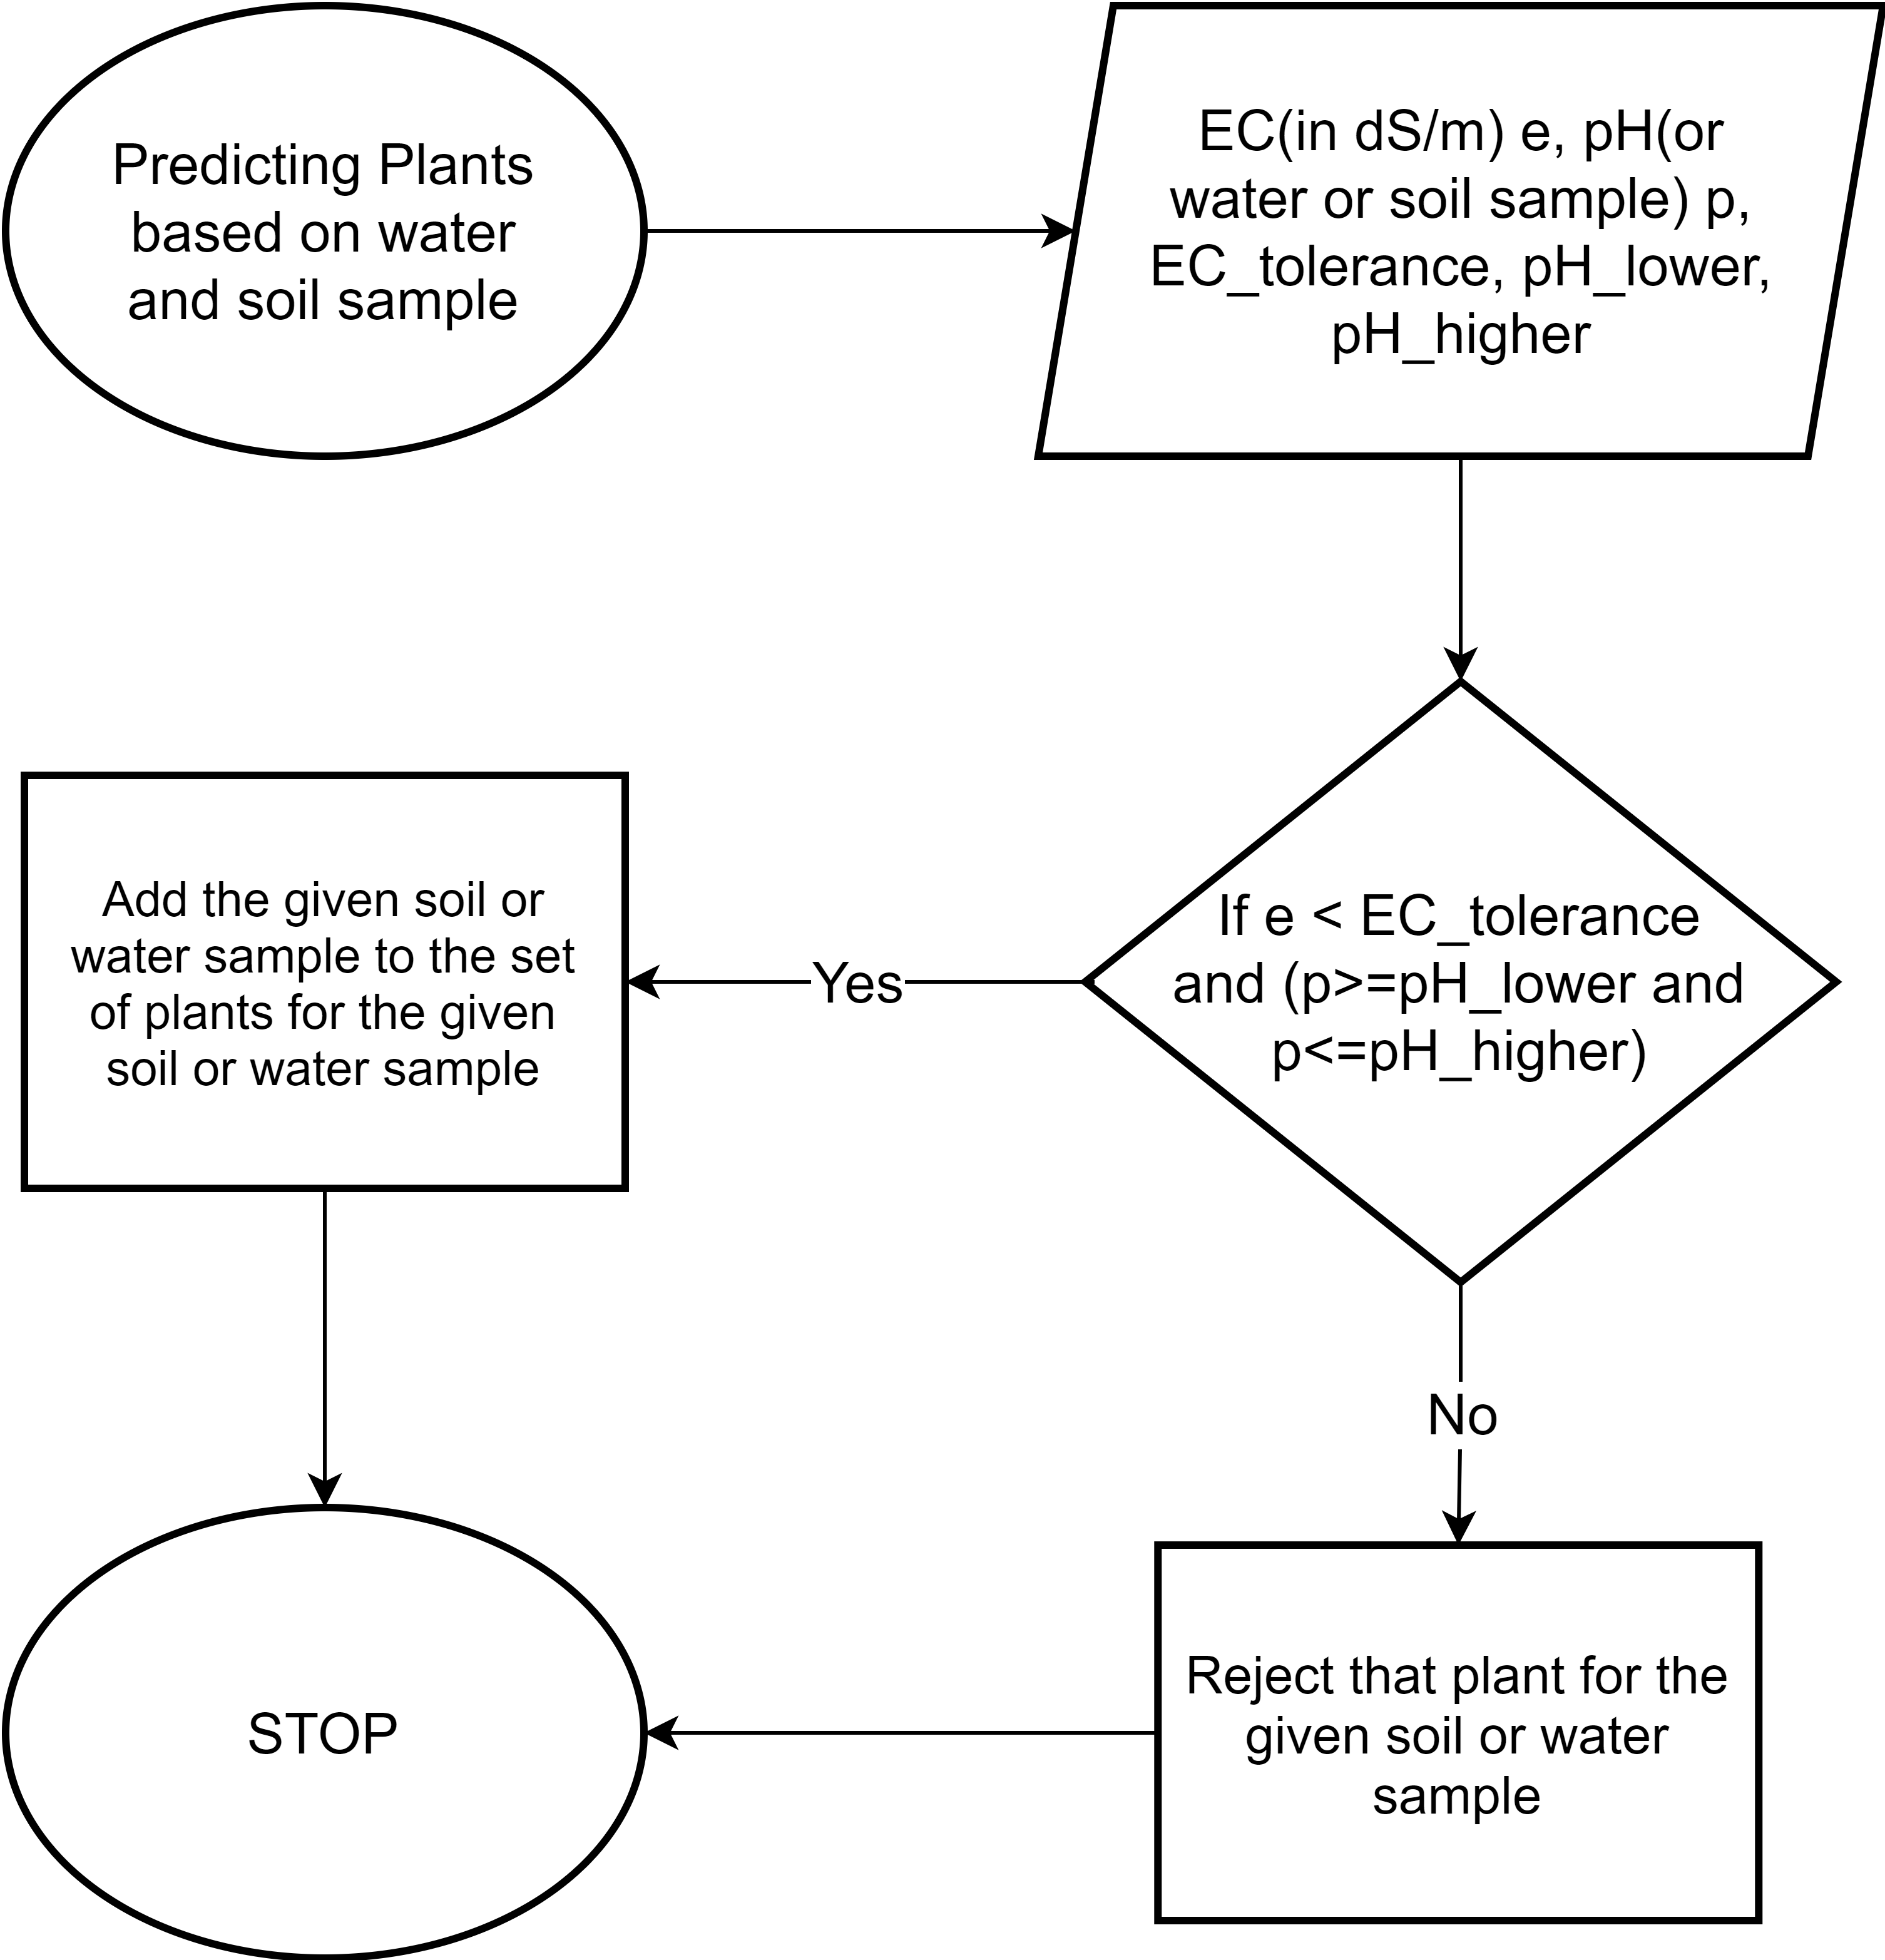 Predicting Plants
based on water
and soil sample
EC(in dS/m) e, pH(or
water or soil sample) p,
EC_tolerance, pH_lower,
pH_higher
If e < EC_tolerance
and (p>=pH_lower and
p<=pH_higher)
Yes
Add the given soil or
water sample to the set
of plants for the given
soil or water sample
No
Reject that plant for the
given soil or water
sample
STOP